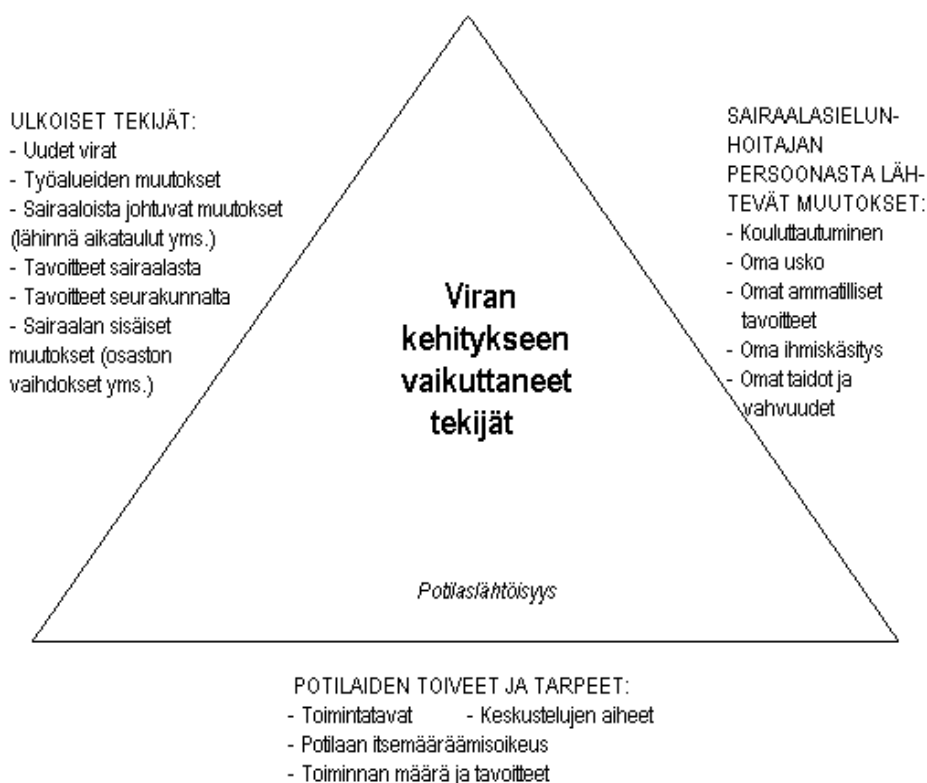 ULKOISET TEKIJÄT:
- Uudet virat
- Työalueiden muutokset
- Sairaaloista johtuvat muutokset
(lähinnä aikataulut yms.)
- Tavoitteet sairaalasta
- Tavoitteet seurakunnalta
- Sairaalan sisäiset
muutokset (osaston
vaihdokset yms.)
SAIRAALASIELUN-
HOITAJAN
PERSOONASTA LÄH-
TEVÄT MUUTOKSET:
- Kouluttautuminen
- Oma usko
- Omat ammatilliset
tavoitteet
- Oma ihmiskäsitys
- Omat taidot ja
vahvuudet
Viran
kehitykseen
vaikuttaneet
tekijät
Potilaslähtöisyys
POTILAIDEN TOIVEET JA TARPEET:
- Toimintatavat - Keskustelujen aiheet
- Potilaan itsemääräämisoikeus
- Toiminnan määrä ja tavoitteet